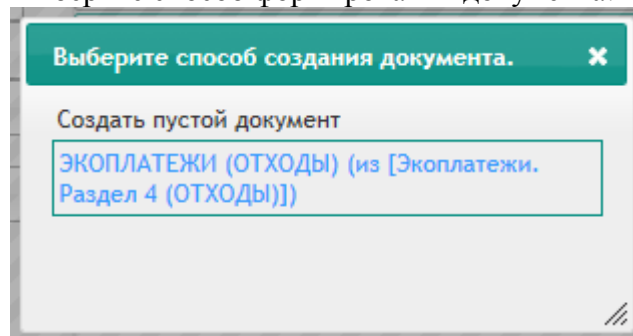 Выберите способ создания документа.
Создать пустой документ
ЭКОПЛАТЕЖИ (ОТХОДЫ) (из [Экоплатежи.
Раздел 4 (ОТХОДЫ)])